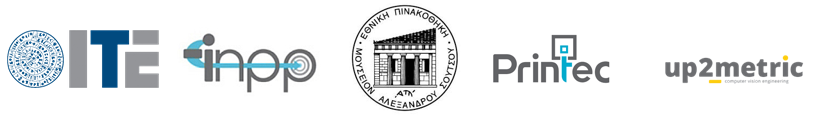 ITE
inpp
ΕΘΝΙΚΗ ΠΙΝΑΚΟΘΗΚΗ
ΜΟΥΣΕΙΟΝ ΑΛΕΞΑΝΔΡΟΥ ΣΟΥΤΣΟΥ
Printec
up2metric
computer vision engineering